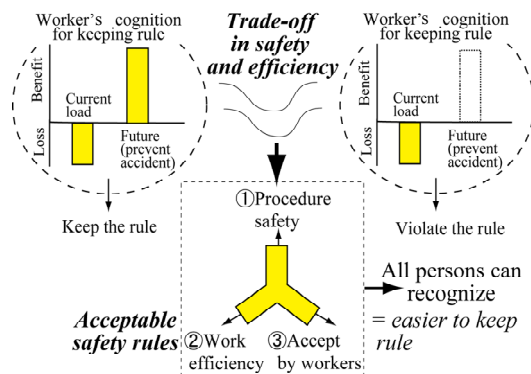 Worker's cognition
for keeping rule
Benefit
Loss
Current
load
Future
(prevent
accident)
Keep the rule
Trade-off
in safety
and efficiency
Worker's cognition
for keeping rule
Benefit
Loss
Current
load
Future
(prevent
accident)
Violate the rule
①Procedure
safety
②Work
efficiency
③Accept
by workers
Acceptable
safety rules
All persons can
recognize
= easier to keep
rule